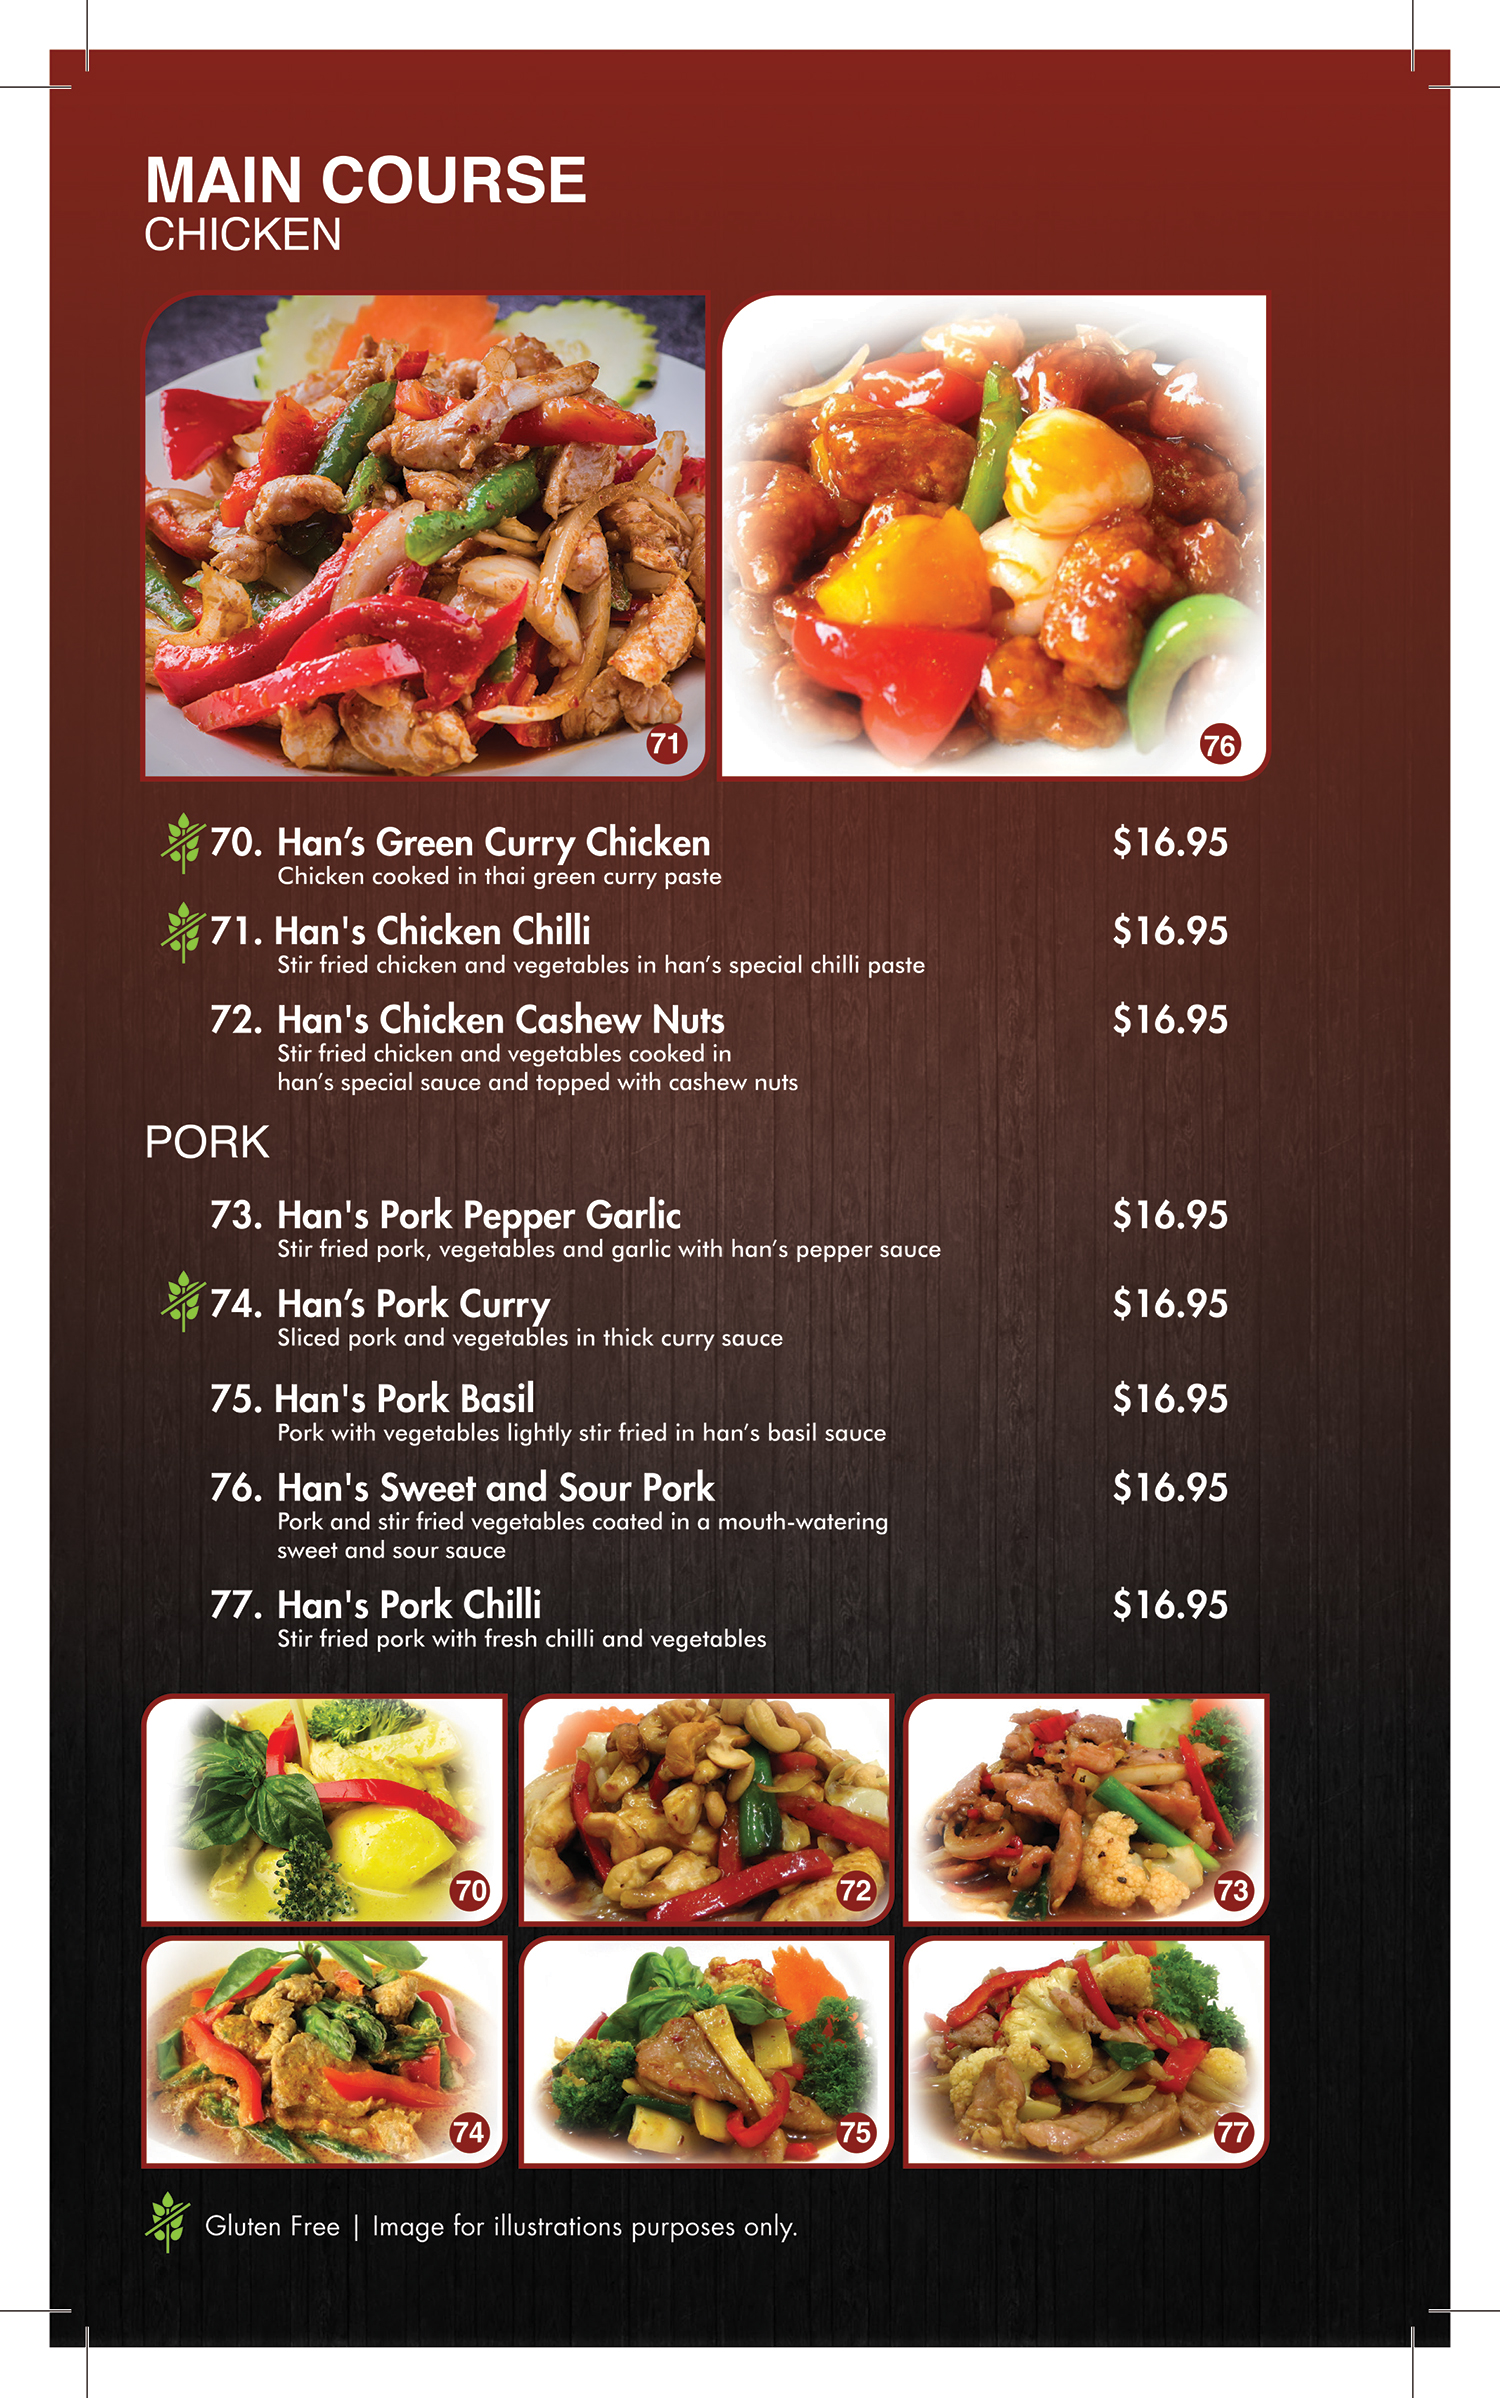 MAIN COURSE
CHICKEN
71
76
70. Han’s Green Curry Chicken $16.95
Chicken cooked in thai green curry paste
71. Han's Chicken Chilli $16.95
Stir fried chicken and vegetables in han’s special chilli paste
72. Han's Chicken Cashew Nuts $16.95
Stir fried chicken and vegetables cooked in
han’s special sauce and topped with cashew nuts
PORK
73. Han's Pork Pepper Garlic $16.95
Stir fried pork, vegetables and garlic with han’s pepper sauce
74. Han’s Pork Curry $16.95
Sliced pork and vegetables in thick curry sauce
75. Han's Pork Basil $16.95
Pork with vegetables lightly stir fried in han’s basil sauce
76. Han's Sweet and Sour Pork $16.95
Pork and stir fried vegetables coated in a mouth-watering
sweet and sour sauce
77. Han's Pork Chilli $16.95
Stir fried pork with fresh chilli and vegetables
70
72
73
74
75
77
Gluten Free | Image for illustrations purposes only.